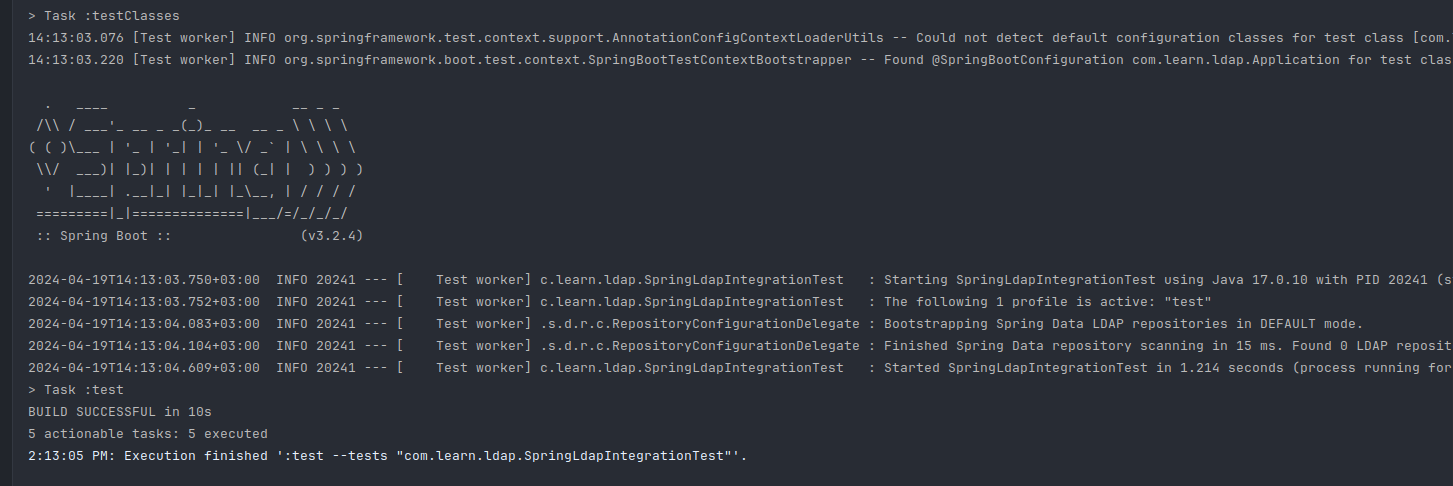 > Task :testClasses
14:13:03.076 [Test worker] INFO org.springframework.test.context.support.AnnotationConfigContextLoaderUtils -- Could not detect default configuration classes for test class [com.
14:13:03.220 [Test worker] INFO org.springframework.boot.test.context.SpringBootTestContextBootstrapper -- Found @SpringBootConfiguration com.learn.ldap.Application for test clas
  .   ____          _            __ _ _
 /\\ / ___'_ __ _ _(_)_ __  __ _ \ \ \ \
( ( )\___ | '_ | '_| | '_ \/ _` | \ \ \ \
 \\/  ___)| |_)| | | | | || (_| |  ) ) ) )
  '  |____| .__|_| |_|_| |_\__, | / / / /
 =========|_|==============|___/=/_/_/_/
 :: Spring Boot ::                (v3.2.4)
2024-04-19T14:13:03.750+03:00  INFO 20241 --- [    Test worker] c.learn.ldap.SpringLdapIntegrationTest   : Starting SpringLdapIntegrationTest using Java 17.0.10 with PID 20241 (s
2024-04-19T14:13:03.752+03:00  INFO 20241 --- [    Test worker] c.learn.ldap.SpringLdapIntegrationTest   : The following 1 profile is active: "test"
2024-04-19T14:13:04.083+03:00  INFO 20241 --- [    Test worker] .s.d.r.c.RepositoryConfigurationDelegate : Bootstrapping Spring Data LDAP repositories in DEFAULT mode.
2024-04-19T14:13:04.104+03:00  INFO 20241 --- [    Test worker] .s.d.r.c.RepositoryConfigurationDelegate : Finished Spring Data repository scanning in 15 ms. Found 0 LDAP reposit
2024-04-19T14:13:04.609+03:00  INFO 20241 --- [    Test worker] c.learn.ldap.SpringLdapIntegrationTest   : Started SpringLdapIntegrationTest in 1.214 seconds (process running for
> Task :test
BUILD SUCCESSFUL in 10s
5 actionable tasks: 5 executed
2:13:05 PM: Execution finished ':test --tests "com.learn.ldap.SpringLdapIntegrationTest"'.